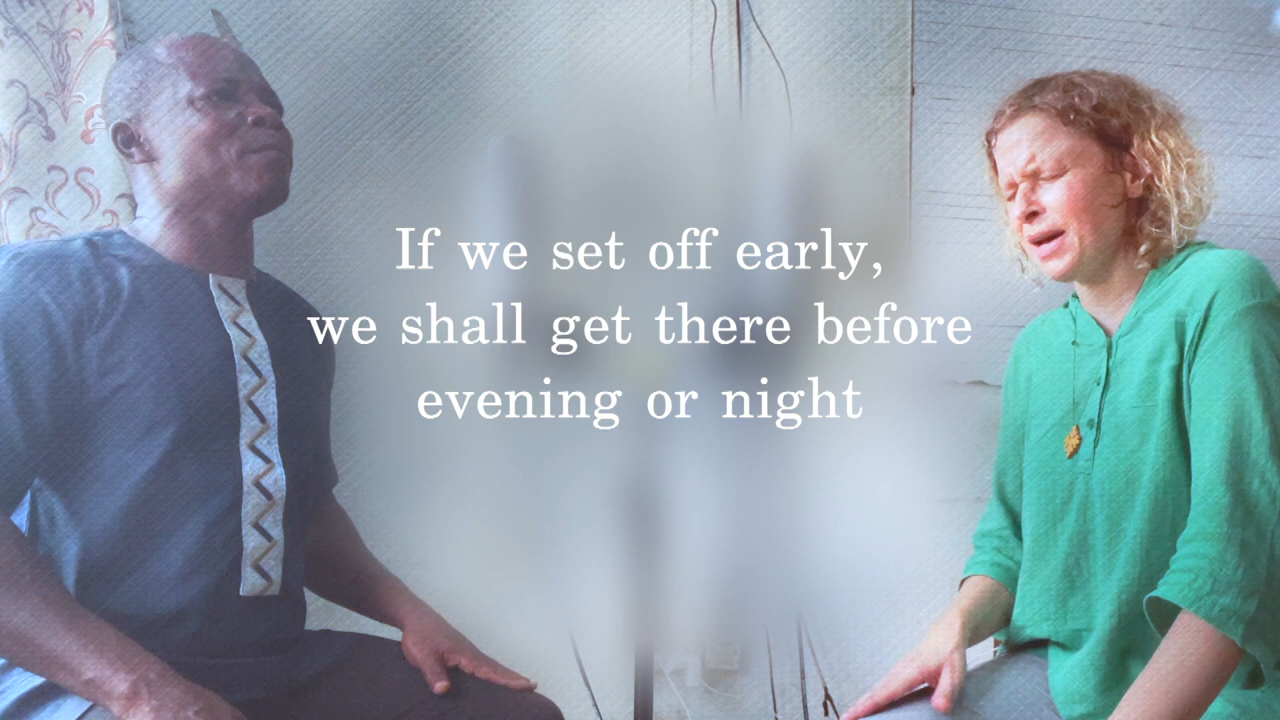 If we set off early,
we shall get there before
evening or night